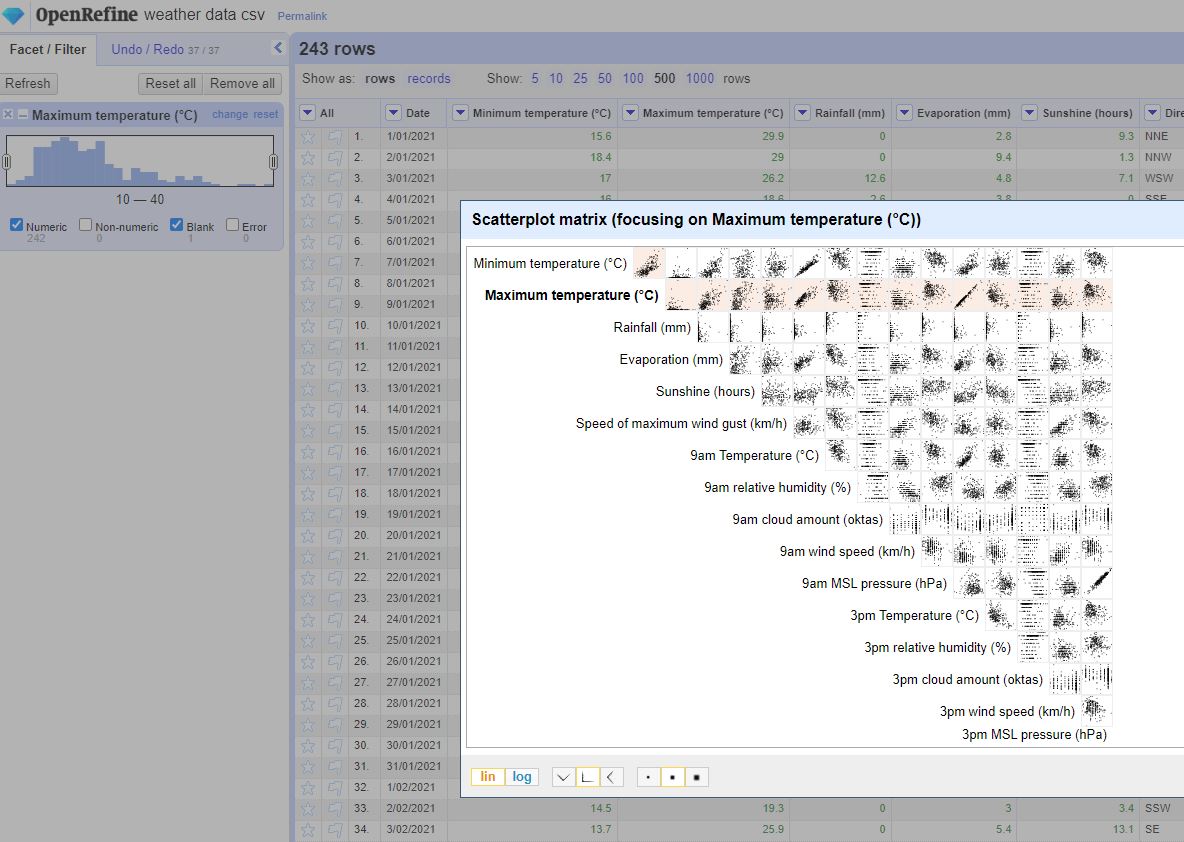 OpenRefine weather data csv Permalink
Facet / Filter Undo / Redo 37 / 37
Refresh Reset all Remove all
Maximum temperature (°C) change reset
10 — 40
Numeric Non-numeric Blank Error
242 0 1 0
243 rows
Show as: rows records Show: 5 10 25 50 100 500 1000 rows
All Date Minimum temperature (°C) Maximum temperature (°C) Rainfall (mm) Evaporation (mm) Sunshine (hours) Dire
1. 1/01/2021 15.6 29.9 0 2.8 9.3 NNE
2. 2/01/2021 18.4 29 0 9.4 1.3 NNW
3. 3/01/2021 17 26.2 12.6 4.8 7.1 WSW
4. 4/01/2021 16 18.6 2.6 3.8 0 SSE
5. 5/01/2021
6. 6/01/2021
7. 7/01/2021
8. 8/01/2021
9. 9/01/2021
10. 10/01/2021
11. 11/01/2021
12. 12/01/2021
13. 13/01/2021
14. 14/01/2021
15. 15/01/2021
16. 16/01/2021
17. 17/01/2021
18. 18/01/2021
19. 19/01/2021
20. 20/01/2021
21. 21/01/2021
22. 22/01/2021
23. 23/01/2021
24. 24/01/2021
25. 25/01/2021
26. 26/01/2021
27. 27/01/2021
28. 28/01/2021
29. 29/01/2021
30. 30/01/2021
31. 31/01/2021
32. 1/02/2021
33. 2/02/2021 14.5 19.3 0 3 3.4 SSW
34. 3/02/2021 13.7 25.9 0 5.4 13.1 SE
Scatterplot matrix (focusing on Maximum temperature (°C))
Minimum temperature (°C)
Maximum temperature (°C)
Rainfall (mm)
Evaporation (mm)
Sunshine (hours)
Speed of maximum wind gust (km/h)
9am Temperature (°C)
9am relative humidity (%)
9am cloud amount (oktas)
9am wind speed (km/h)
9am MSL pressure (hPa)
3pm Temperature (°C)
3pm relative humidity (%)
3pm cloud amount (oktas)
3pm wind speed (km/h)
3pm MSL pressure (hPa)
lin log